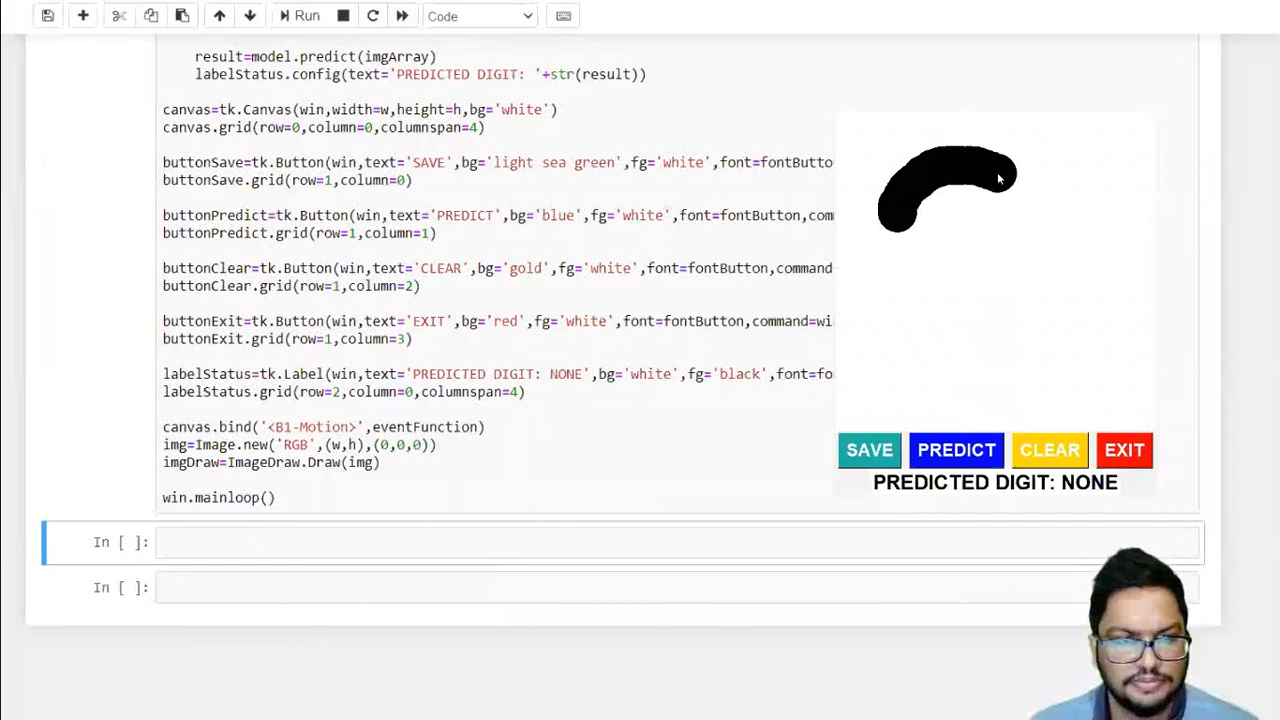 Run
Code
result=model.predict(imgArray)
labelStatus.config(text='PREDICTED DIGIT: '+str(result))
canvas=tk.Canvas(win,width=w,height=h,bg='white')
canvas.grid(row=0,column=0,columnspan=4)
buttonSave=tk.Button(win,text='SAVE',bg='light sea green',fg='white',font=fontButto
buttonSave.grid(row=1,column=0)
buttonPredict=tk.Button(win,text='PREDICT',bg='blue',fg='white',font=fontButton,com
buttonPredict.grid(row=1,column=1)
buttonClear=tk.Button(win,text='CLEAR',bg='gold',fg='white',font=fontButton,command
buttonClear.grid(row=1,column=2)
buttonExit=tk.Button(win,text='EXIT',bg='red',fg='white',font=fontButton,command=wi
buttonExit.grid(row=1,column=3)
labelStatus=tk.Label(win,text='PREDICTED DIGIT: NONE',bg='white',fg='black',font=fo
labelStatus.grid(row=2,column=0,columnspan=4)
canvas.bind('<B1-Motion>',eventFunction)
img=Image.new('RGB',(w,h),(0,0,0))
imgDraw=ImageDraw.Draw(img)
win.mainloop()
SAVE PREDICT CLEAR EXIT
PREDICTED DIGIT: NONE
In [ ]:
In [ ]: